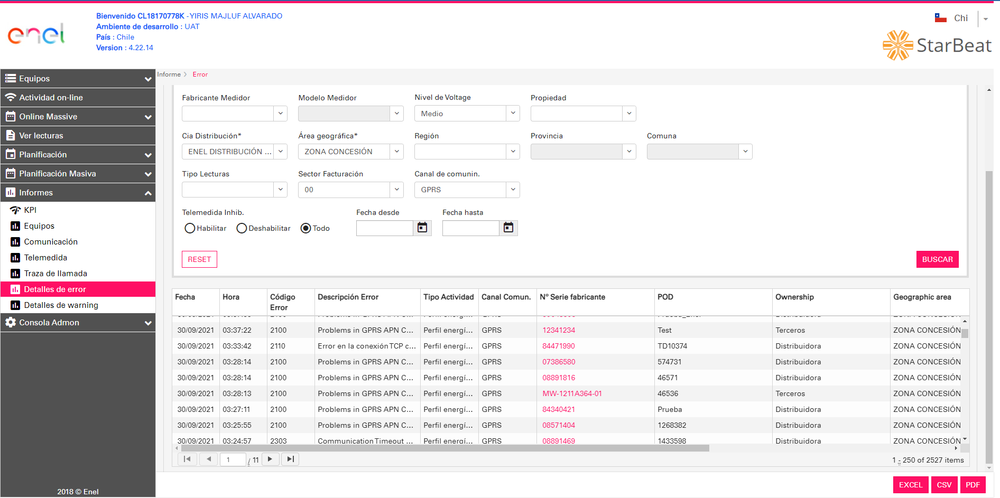 Bienvenido CL18170778K - YIRIS MAJLUF ALVARADO
Ambiente de desarrollo : UAT
País : Chile
Version : 4.22.14
enel
Chi
StarBeat
Equipos
Actividad on-line
Online Massive
Ver lecturas
Planificación
Planificación Masiva
Informes
KPI
Equipos
Comunicación
Telemedida
Traza de llamada
Detalles de error
Detalles de warning
Consola Admon
2018 © Enel
Informe > Error
Fabricante Medidor Modelo Medidor Nivel de Voltage Propiedad
Medio
Cia Distribución* Área geográfica* Región Provincia Comuna
ENEL DISTRIBUCIÓN ... ZONA CONCESIÓN
Tipo Lecturas Sector Facturación Canal de comunin.
00 GPRS
Telemedida Inhib. Fecha desde Fecha hasta
Habilitar Deshabilitar Todo
RESET BUSCAR
Fecha Hora Código Error Descripción Error Tipo Actividad Canal Comun. N° Serie fabricante POD Ownership Geographic area
30/09/2021 03:37:22 2100 Problems in GPRS APN C... Perfil energí... GPRS 12341234 Test Terceros ZONA CONCESIÓN
30/09/2021 03:33:42 2110 Error en la conexión TCP c... Perfil energí... GPRS 84471990 TD10374 Distribuidora ZONA CONCESIÓN
30/09/2021 03:28:14 2100 Problems in GPRS APN C... Perfil energí... GPRS 07386580 574731 Distribuidora ZONA CONCESIÓN
30/09/2021 03:28:14 2100 Problems in GPRS APN C... Perfil energí... GPRS 08891816 46571 Distribuidora ZONA CONCESIÓN
30/09/2021 03:28:13 2100 Problems in GPRS APN C... Perfil energí... GPRS MW-1211A364-01 46536 Terceros ZONA CONCESIÓN
30/09/2021 03:27:11 2100 Problems in GPRS APN C... Perfil energí... GPRS 84340421 Prueba Distribuidora ZONA CONCESIÓN
30/09/2021 03:25:55 2100 Problems in GPRS APN C... Perfil energí... GPRS 08571404 1268382 Distribuidora ZONA CONCESIÓN
30/09/2021 03:24:57 2303 Communication Timeout ... Perfil energí... GPRS 08891469 1433598 Distribuidora ZONA CONCESIÓN
1 / 11 1 - 250 of 2527 items
EXCEL CSV PDF